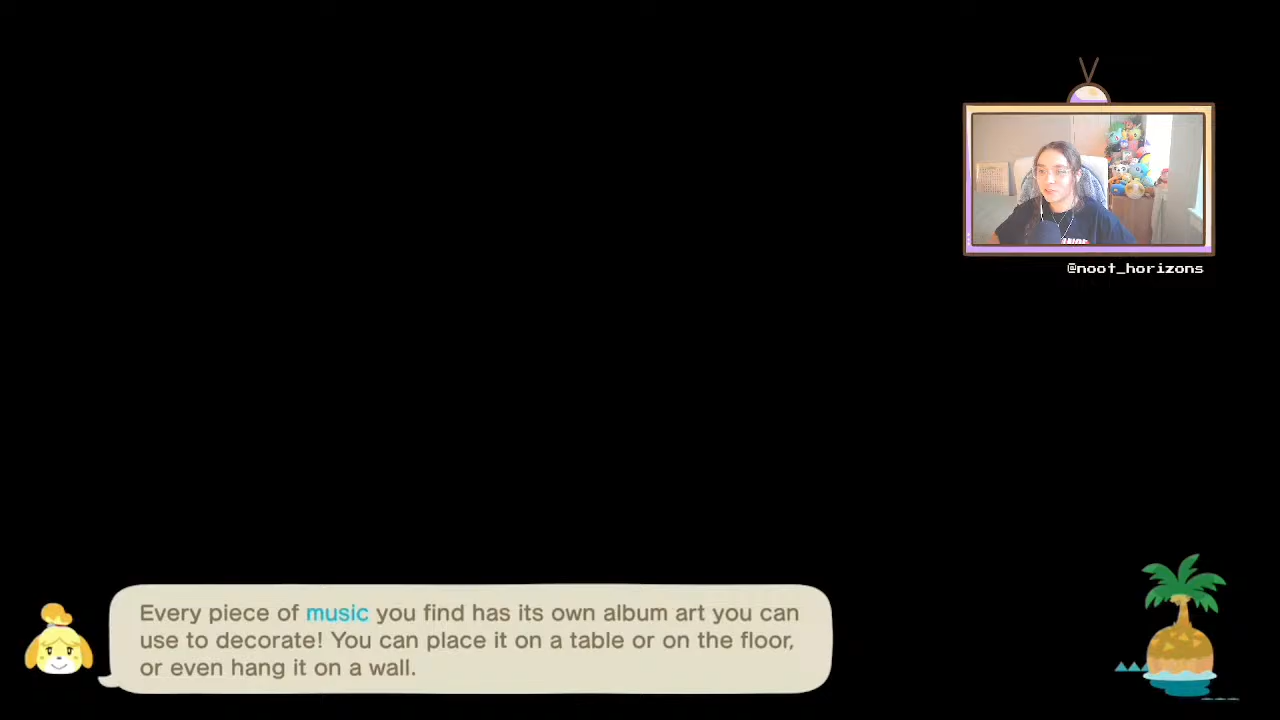 @noot_horizons
Every piece of music you find has its own album art you can
use to decorate! You can place it on a table or on the floor,
or even hang it on a wall.